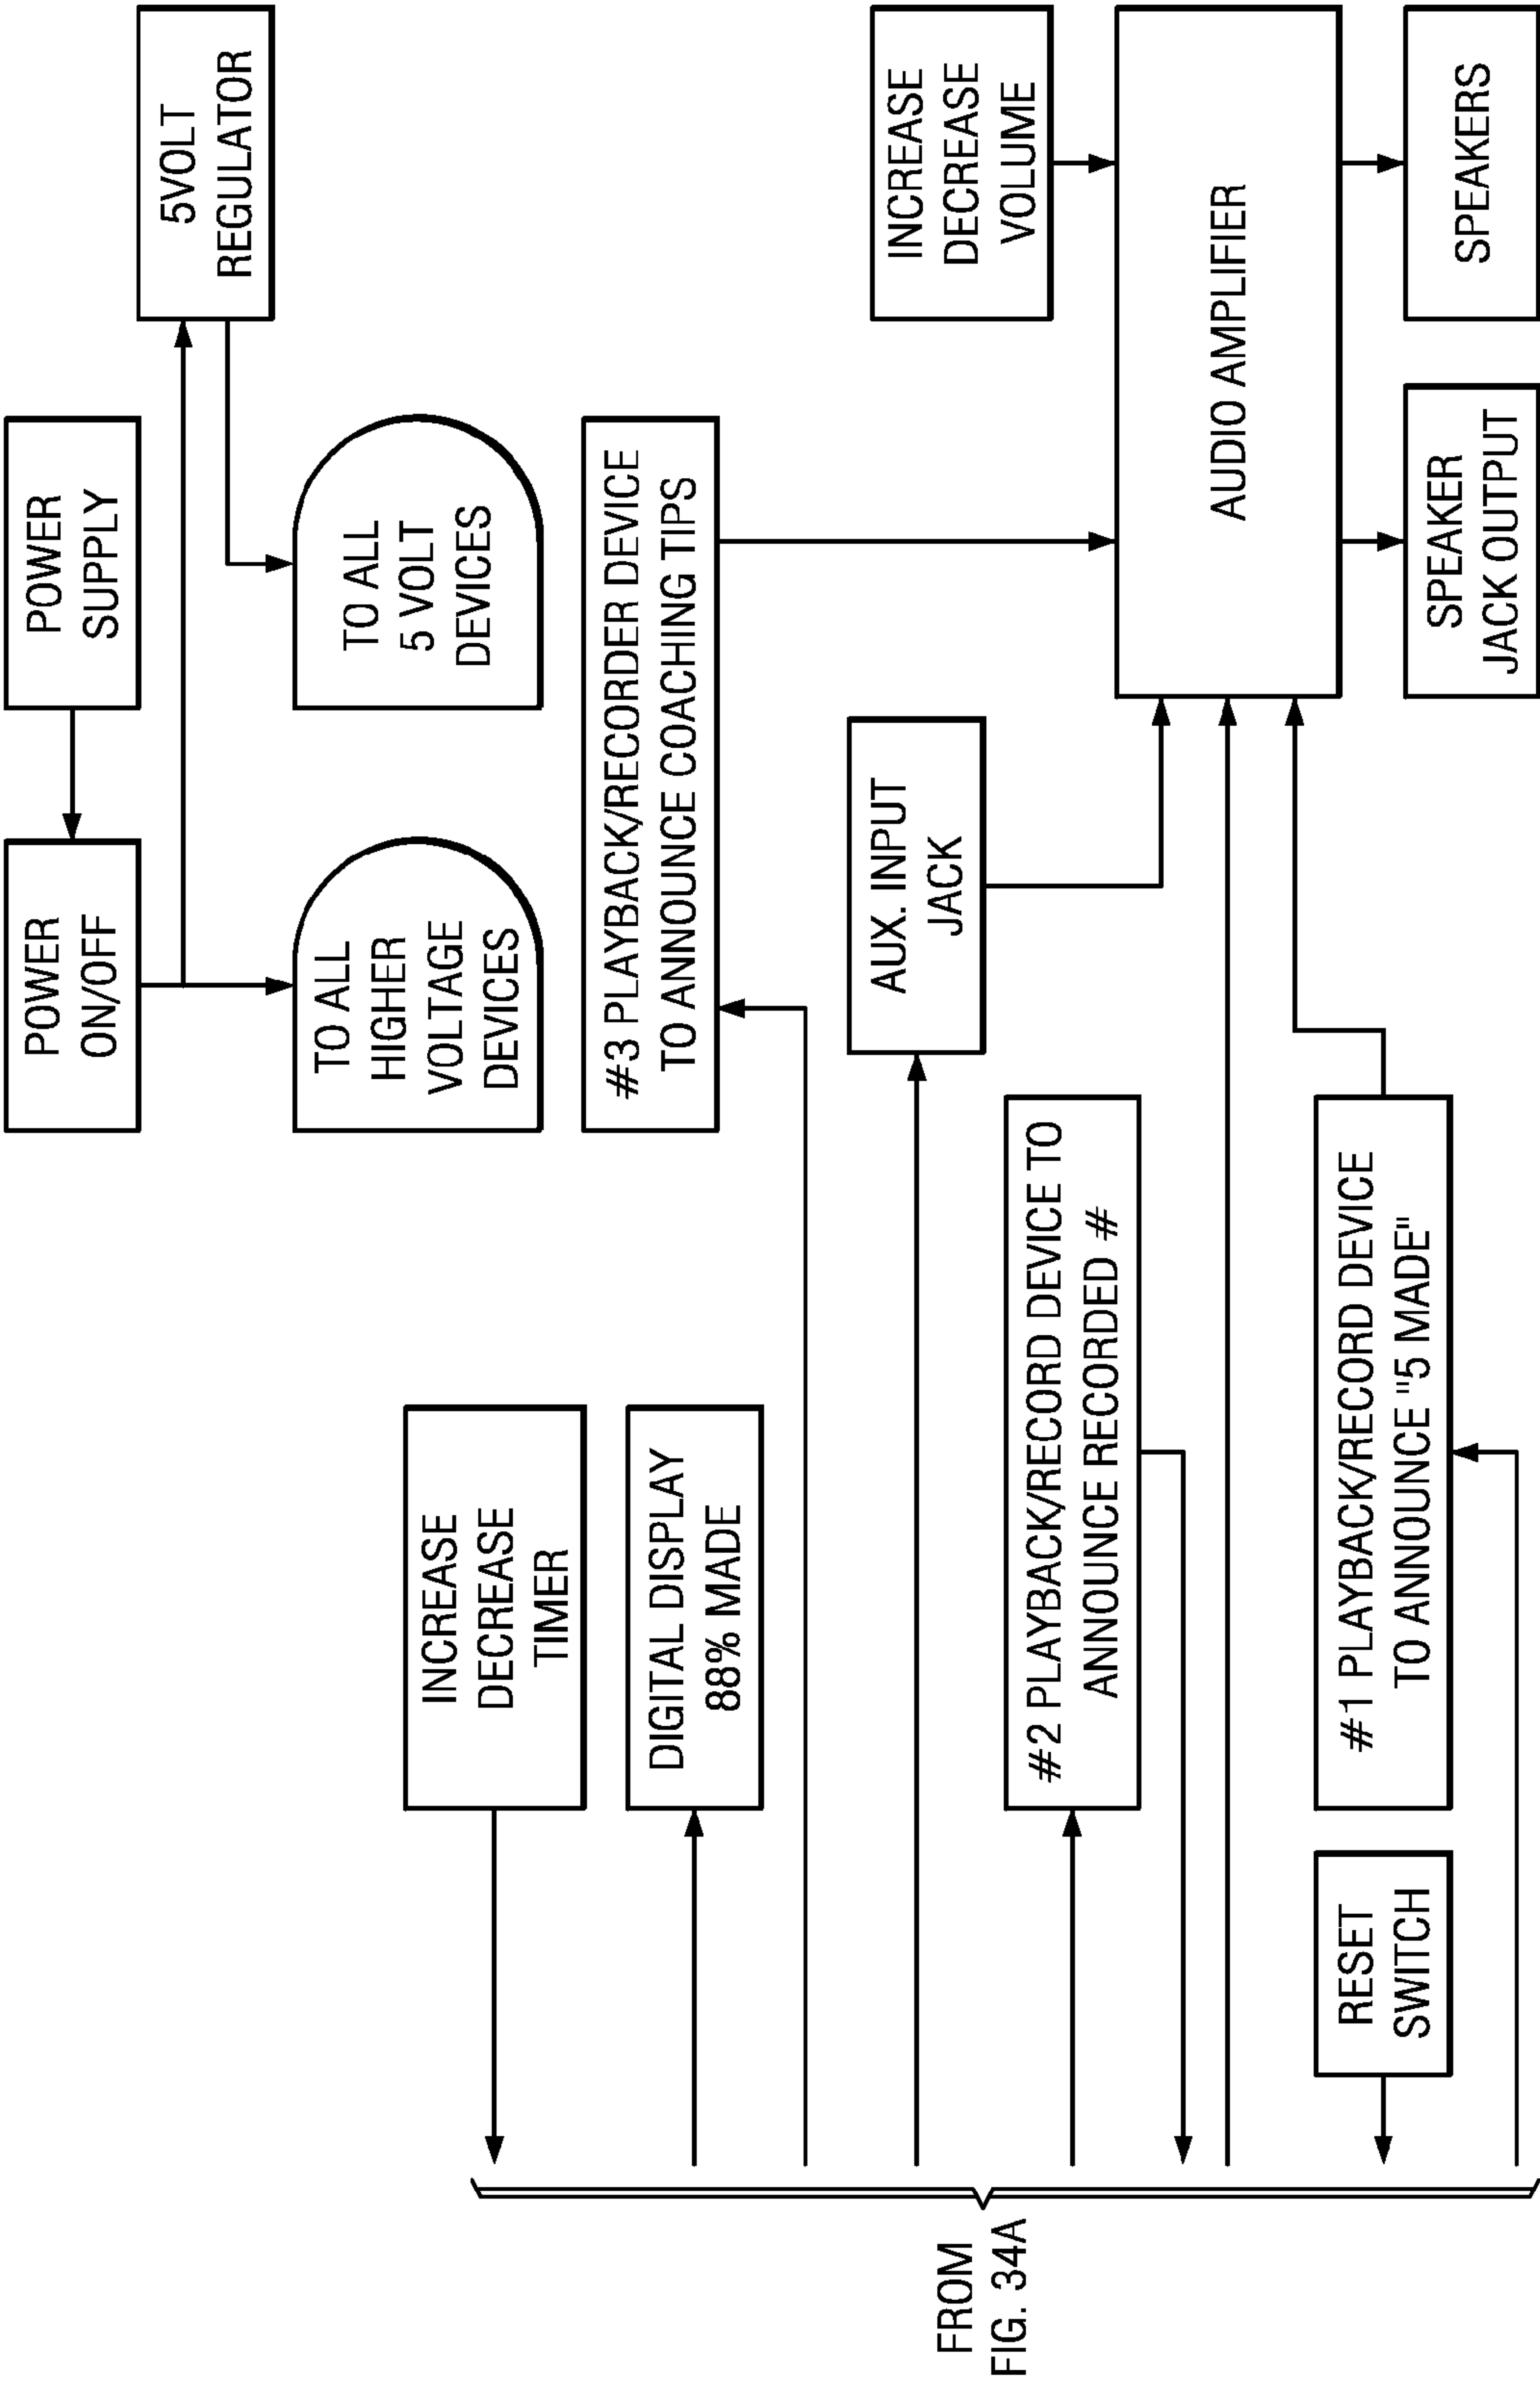 POWER
SUPPLY
5VOLT
REGULATOR
POWER
ON/OFF
TO ALL
HIGHER
VOLTAGE
DEVICES
TO ALL
5 VOLT
DEVICES
INCREASE
DECREASE
TIMER
DIGITAL DISPLAY
88% MADE
#3 PLAYBACK/RECORDER DEVICE
TO ANNOUNCE COACHING TIPS
AUX. INPUT
JACK
INCREASE
DECREASE
VOLUME
FROM
FIG. 34A
#2 PLAYBACK/RECORD DEVICE TO
ANNOUNCE RECORDED #
AUDIO AMPLIFIER
RESET
SWITCH
#1 PLAYBACK/RECORD DEVICE
TO ANNOUNCE "5 MADE"
SPEAKER
JACK OUTPUT
SPEAKERS